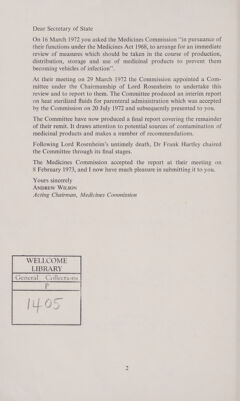 Dear Secretary of State
On 16 March 1972 you asked the Medicines Commission “in pursuance of
their functions under the Medicines Act 1968, to arrange for an immediate
review of measures which should be taken in the course of production,
distribution, storage and use of medicinal products to prevent them
becoming vehicles of infection”.
At their meeting on 29 March 1972 the Commission appointed a Com-
mittee under the Chairmanship of Lord Rosenheim to undertake this
review and to report to them. The Committee produced an interim report
on heat sterilized fluids for parenteral administration which was accepted
by the Commission on 20 July 1972 and subsequently presented to you.
The Committee have now produced a final report covering the remainder
of their remit. It draws attention to potential sources of contamination of
medicinal products and makes a number of recommendations.
Following Lord Rosenheim's untimely death, Dr Frank Hartley chaired
the Committee through its final stages.
The Medicines Commission accepted the report at their meeting on
8 February 1973, and I now have much pleasure in submitting it to you.
Yours sincerely
ANDREW WILSON
Acting Chairman, Medicines Commission
WELLCOME
LIBRARY
General Collections
P
1405
2